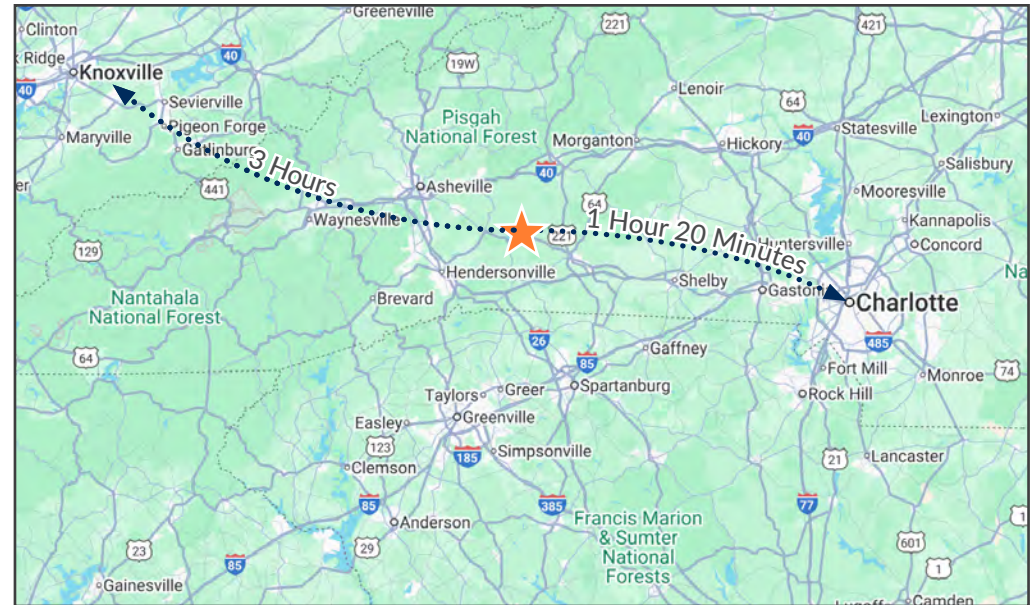 Greeneville
Clinton
221
421
Ridge
40
Knoxville
19W
40
Lenoir
Sevierville
64
Lexington
Pisgah
National Forest
Maryville
Pigeon Forge
Morganton
40
Statesville
Gatlinburg
Hickory
3 Hours
40
Salisbury
441
Asheville
Mooresville
64
Waynesville
1 Hour 20 Minutes
Kannapolis
221
Huntersville
Concord
129
Hendersonville
Shelby
Na
Nantahala
National Forest
Brevard
Gaston
Charlotte
26
485
64
85
Gaffney
Fort Mill
Monroe
74
Taylors
Greer
Spartanburg
Rock Hill
Easley
Greenville
123
185
Simpsonville
21
Lancaster
Clemson
85
385
77
Anderson
Francis Marion
& Sumter
National
Forests
1
29
23
601
85
1
Gainesville
Camden